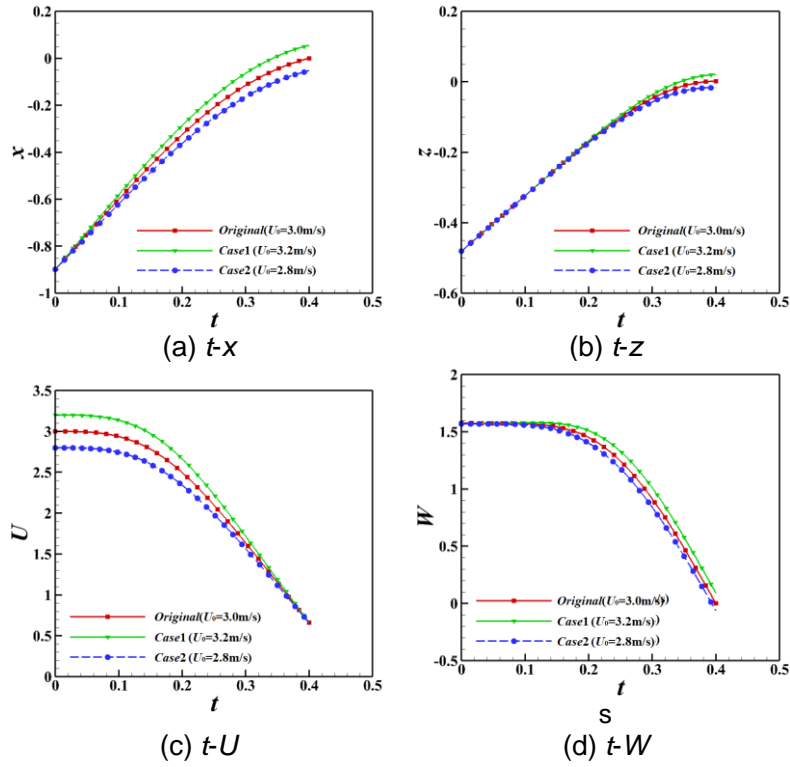 0
-0.2
-0.4
-0.6
-0.8
-1
x
0.2
0
-0.2
-0.4
-0.6
z
Original(U₀=3.0m/s)
Case1 (U₀=3.2m/s)
Case2 (U₀=2.8m/s)
Original(U₀=3.0m/s)
Case1 (U₀=3.2m/s)
Case2 (U₀=2.8m/s)
0 0.1 0.2 0.3 0.4 0.5
t
0 0.1 0.2 0.3 0.4 0.5
t
(a) t-x
(b) t-z
3.5
3
2.5
2
1.5
1
0.5
0
U
2
1.5
1
0.5
0
-0.5
W
Original(U₀=3.0m/s)
Case1 (U₀=3.2m/s)
Case2 (U₀=2.8m/s)
Original(U₀=3.0m/s)
Case1 (U₀=3.2m/s)
Case2 (U₀=2.8m/s)
0 0.1 0.2 0.3 0.4 0.5
t
0 0.1 0.2 0.3 0.4 0.5
t
s
(c) t-U
(d) t-W